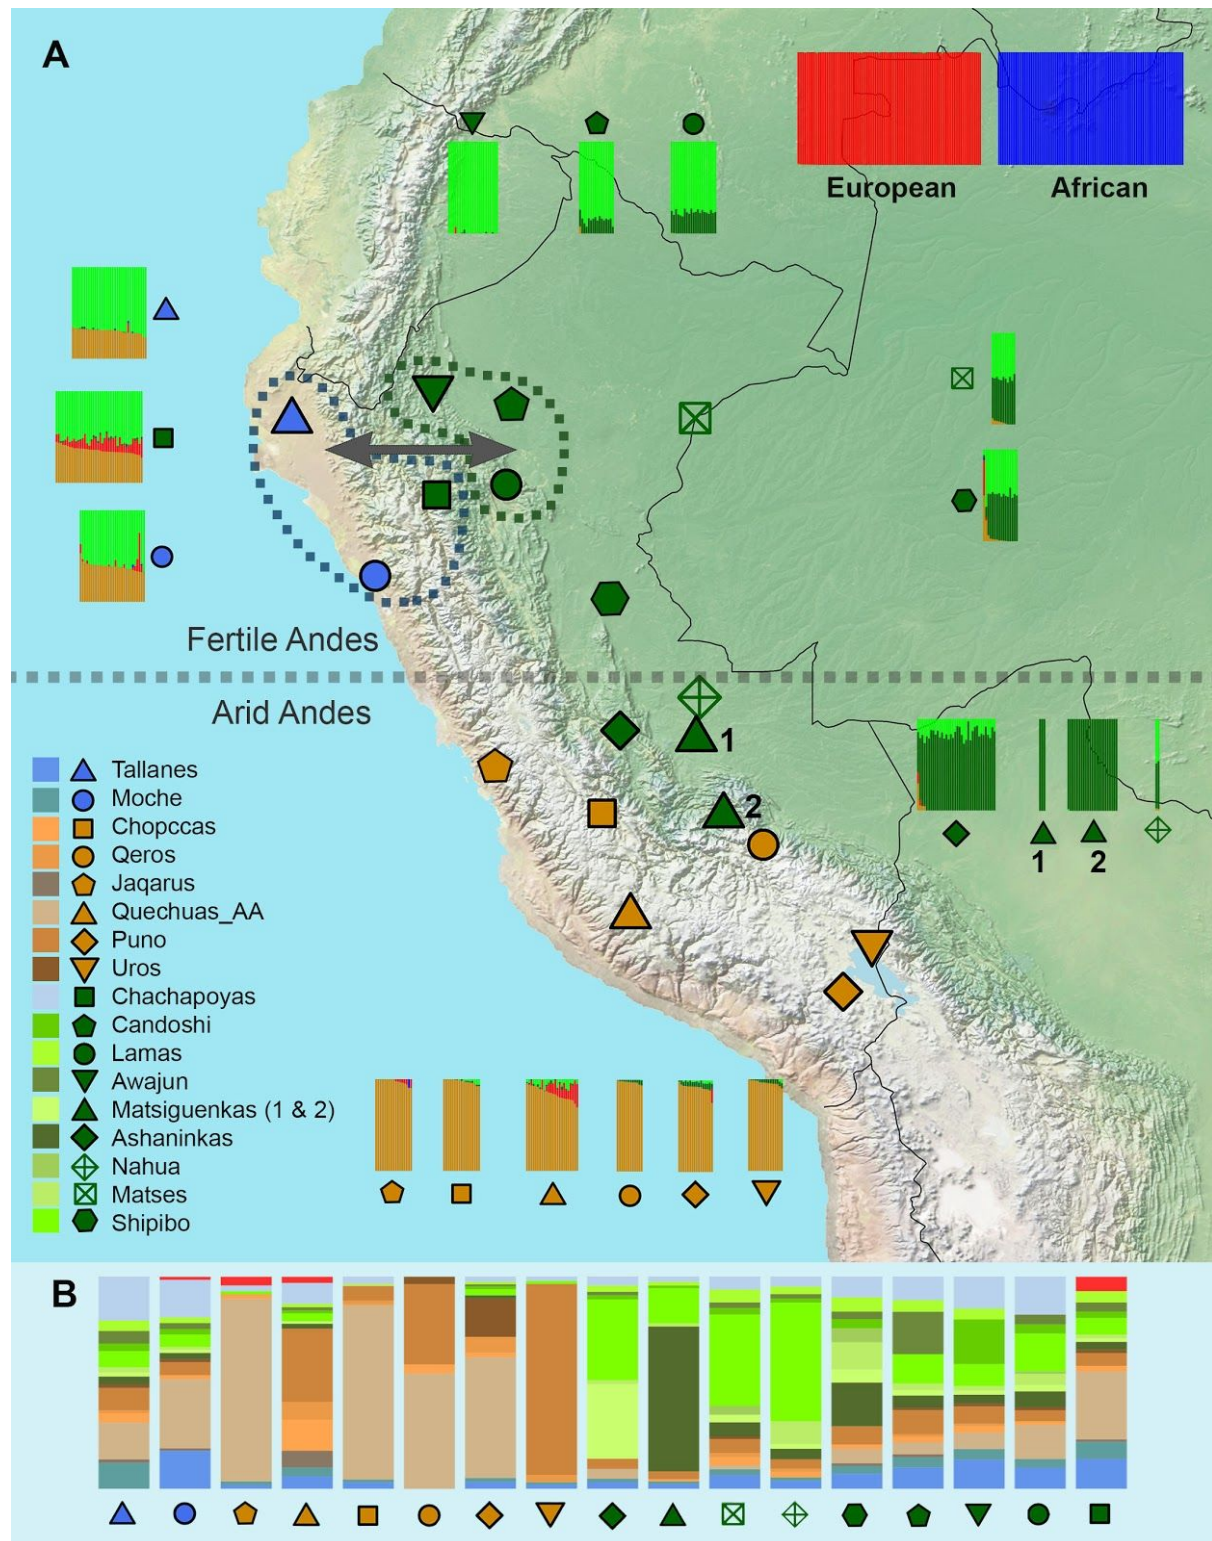 A
European
African
Fertile Andes
Arid Andes
1
2
1
2
Tallanes
Moche
Chopccas
Qeros
Jaqarus
Quechuas_AA
Puno
Uros
Chachapoyas
Candoshi
Lamas
Awajun
Matsiguenkas (1 & 2)
Ashaninkas
Nahua
Matses
Shipibo
B